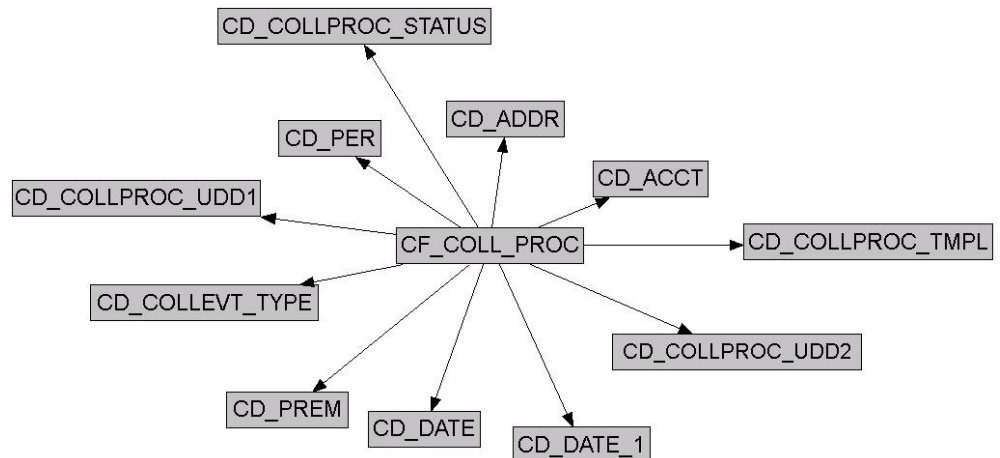 CD_COLLPROC_STATUS
CD_ADDR
CD_PER
CD_ACCT
CD_COLLPROC_UDD1
CF_COLL_PROC
CD_COLLPROC_TMPL
CD_COLLEVT_TYPE
CD_COLLPROC_UDD2
CD_PREM
CD_DATE
CD_DATE_1